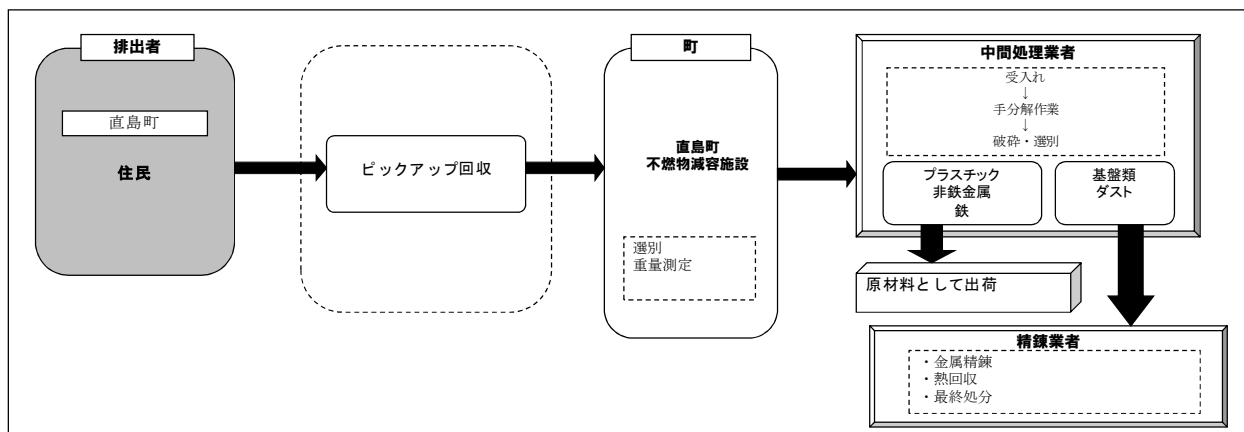 排出者
直島町
住民
ピックアップ回収
町
直島町
不燃物減容施設
選別
重量測定
中間処理業者
受入れ
↓
手分解作業
↓
破砕・選別
プラスチック
非鉄金属
鉄
基盤類
ダスト
原材料として出荷
精錬業者
・金属精錬
・熱回収
・最終処分